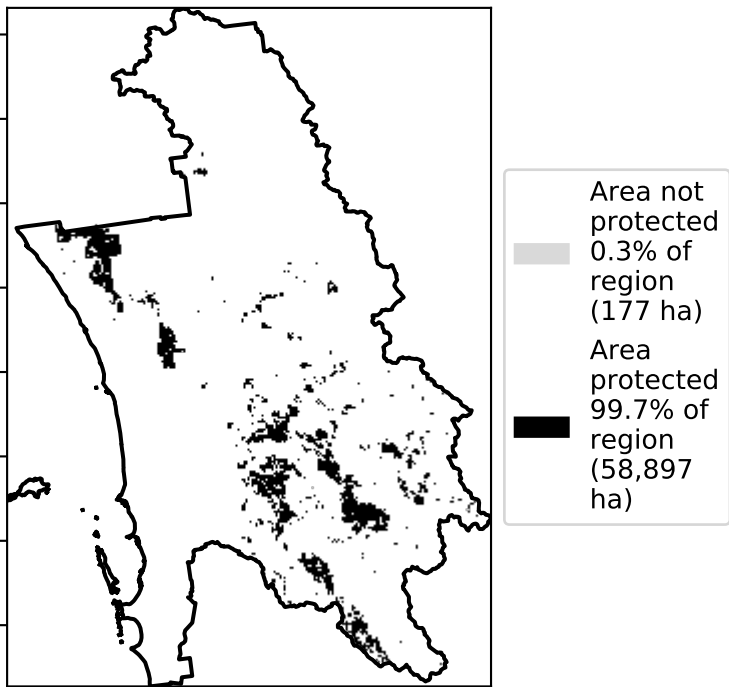 Area not
protected
0.3% of
region
(177 ha)
Area
protected
99.7% of
region
(58,897
ha)